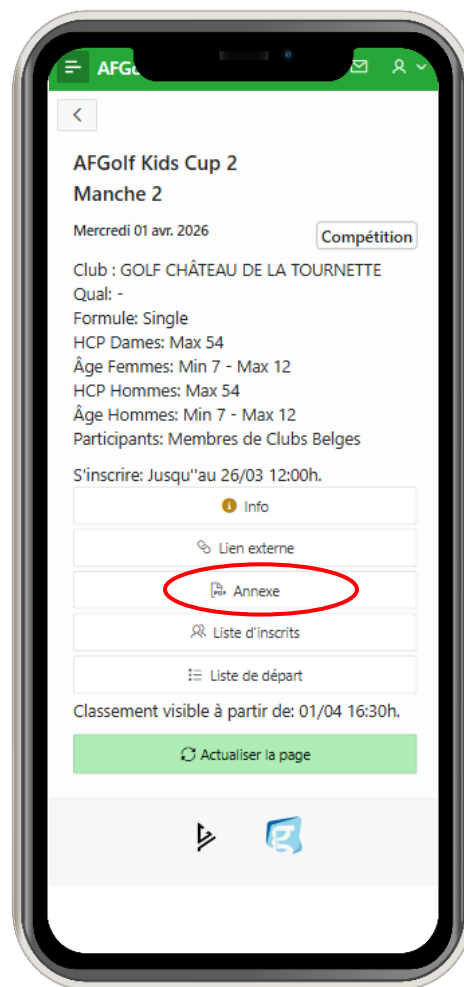 AFGo
AFGolf Kids Cup 2
Manche 2
Mercredi 01 avr. 2026
Compétition
Club : GOLF CHÂTEAU DE LA TOURNETTE
Qual: -
Formule: Single
HCP Dames: Max 54
Âge Femmes: Min 7 - Max 12
HCP Hommes: Max 54
Âge Hommes: Min 7 - Max 12
Participants: Membres de Clubs Belges
S'inscrire: Jusqu''au 26/03 12:00h.
Info
Lien externe
Annexe
Liste d'inscrits
Liste de départ
Classement visible à partir de: 01/04 16:30h.
Actualiser la page